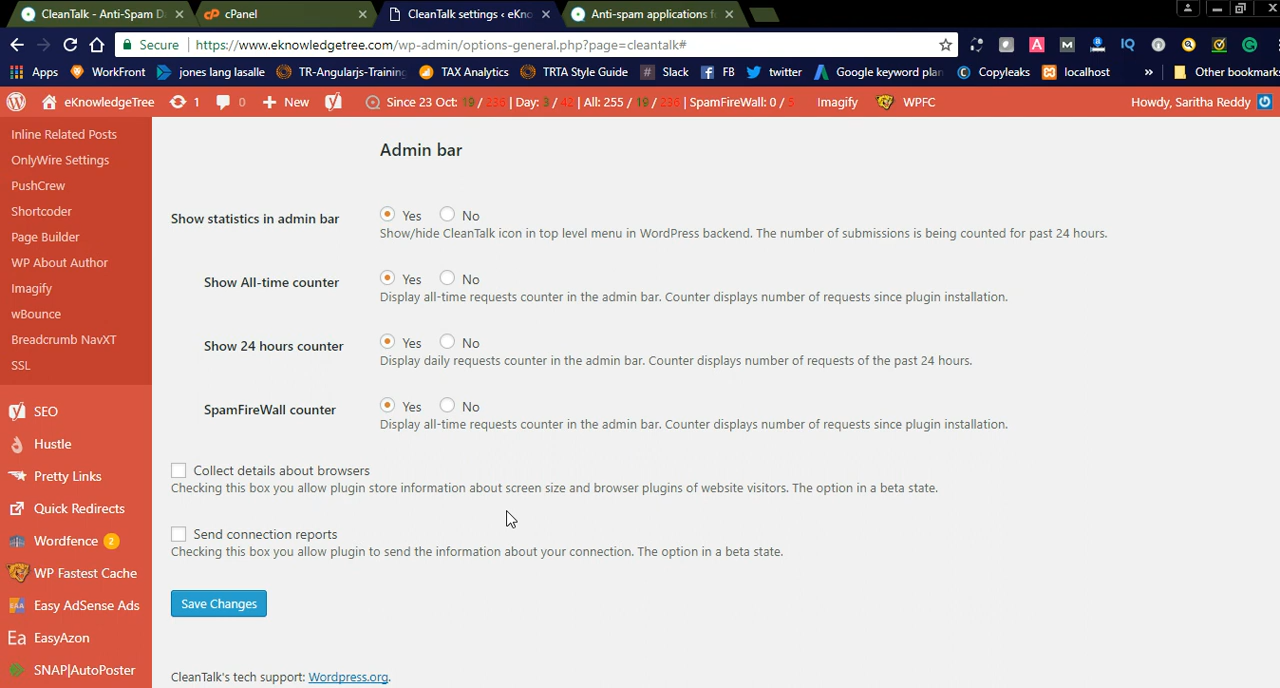 CleanTalk - Anti-Spam D
cPanel
CleanTalk settings ‹ eKno
Anti-spam applications f
Secure
https://www.eknowledgetree.com/wp-admin/options-general.php?page=cleantalk#
Apps
WorkFront
jones lang lasalle
TR-Angularjs-Training
TAX Analytics
TRTA Style Guide
Slack
FB
twitter
Google keyword plan
Copyleaks
localhost
»
Other bookmarks
eKnowledgeTree
1
0
New
Since 23 Oct: 19 / 236 | Day: 3 / 42 | All: 255 / 19 / 236 | SpamFireWall: 0 / 5
Imagify
WPFC
Howdy, Saritha Reddy
Inline Related Posts
OnlyWire Settings
PushCrew
Shortcoder
Page Builder
WP About Author
Imagify
wBounce
Breadcrumb NavXT
SSL
SEO
Hustle
Pretty Links
Quick Redirects
Wordfence 2
WP Fastest Cache
Easy AdSense Ads
EasyAzon
SNAP|AutoPoster
Admin bar
Show statistics in admin bar
Yes No
Show/hide CleanTalk icon in top level menu in WordPress backend. The number of submissions is being counted for past 24 hours.
Show All-time counter
Yes No
Display all-time requests counter in the admin bar. Counter displays number of requests since plugin installation.
Show 24 hours counter
Yes No
Display daily requests counter in the admin bar. Counter displays number of requests of the past 24 hours.
SpamFireWall counter
Yes No
Display all-time requests counter in the admin bar. Counter displays number of requests since plugin installation.
Collect details about browsers
Checking this box you allow plugin store information about screen size and browser plugins of website visitors. The option in a beta state.
Send connection reports
Checking this box you allow plugin to send the information about your connection. The option in a beta state.
Save Changes
CleanTalk's tech support: Wordpress.org.